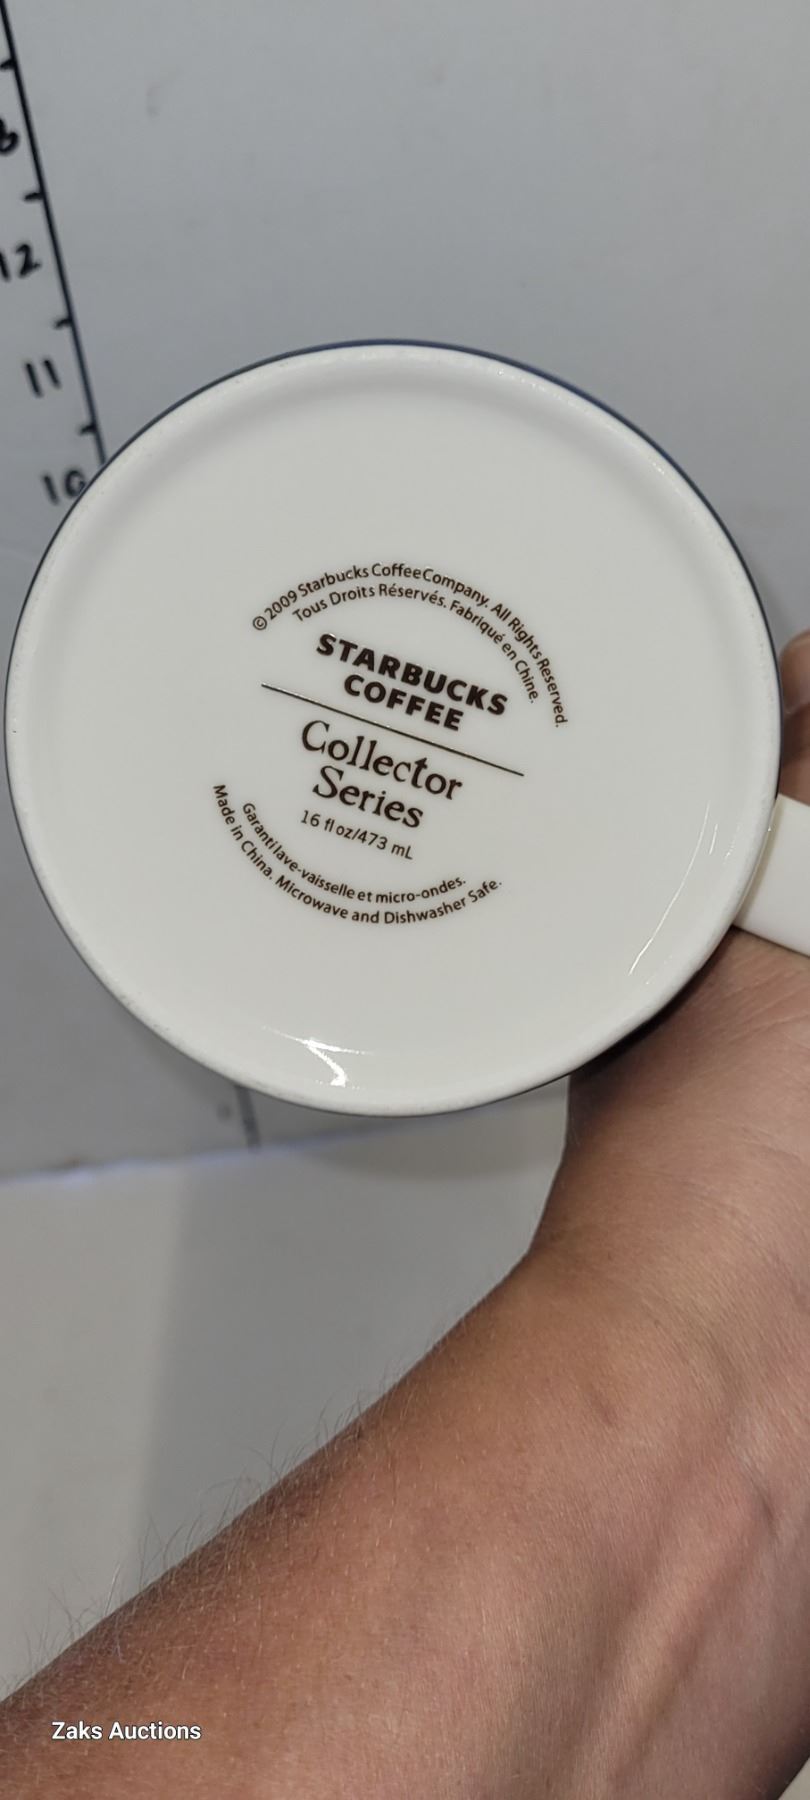 8
12
11
10
© 2009 Starbucks Coffee Company. All Rights Reserved.
Tous Droits Réservés. Fabriqué en Chine.
STARBUCKS
COFFEE
Collector
Series
16 fl oz/473 mL
Garanti lave-vaisselle et micro-ondes.
Made in China. Microwave and Dishwasher Safe.
Zaks Auctions